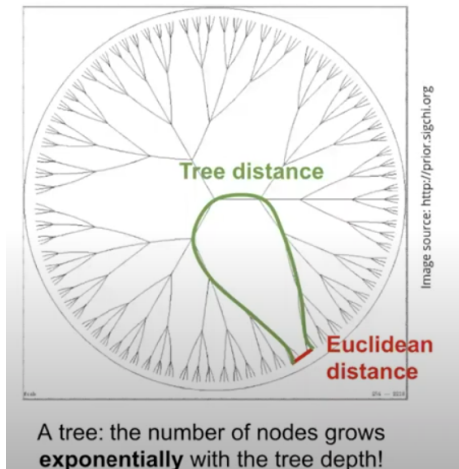 Tree distance
Image source: http://prior.sigchi.org
Euclidean
distance
A tree: the number of nodes grows
exponentially with the tree depth!